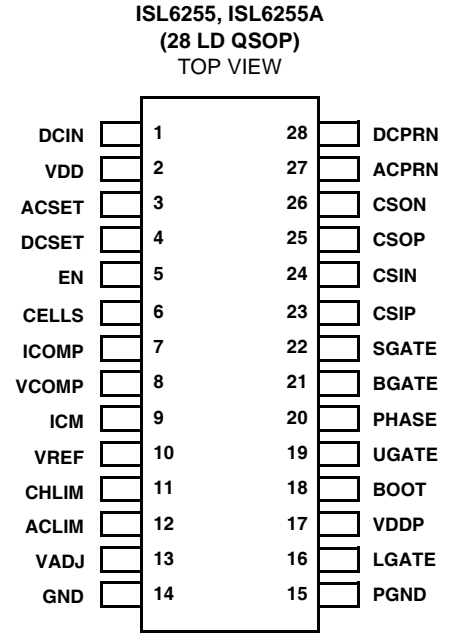 ISL6255, ISL6255A
(28 LD QSOP)
TOP VIEW
DCIN 1 28 DCPRN
VDD 2 27 ACPRN
ACSET 3 26 CSON
DCSET 4 25 CSOP
EN 5 24 CSIN
CELLS 6 23 CSIP
ICOMP 7 22 SGATE
VCOMP 8 21 BGATE
ICM 9 20 PHASE
VREF 10 19 UGATE
CHLIM 11 18 BOOT
ACLIM 12 17 VDDP
VADJ 13 16 LGATE
GND 14 15 PGND